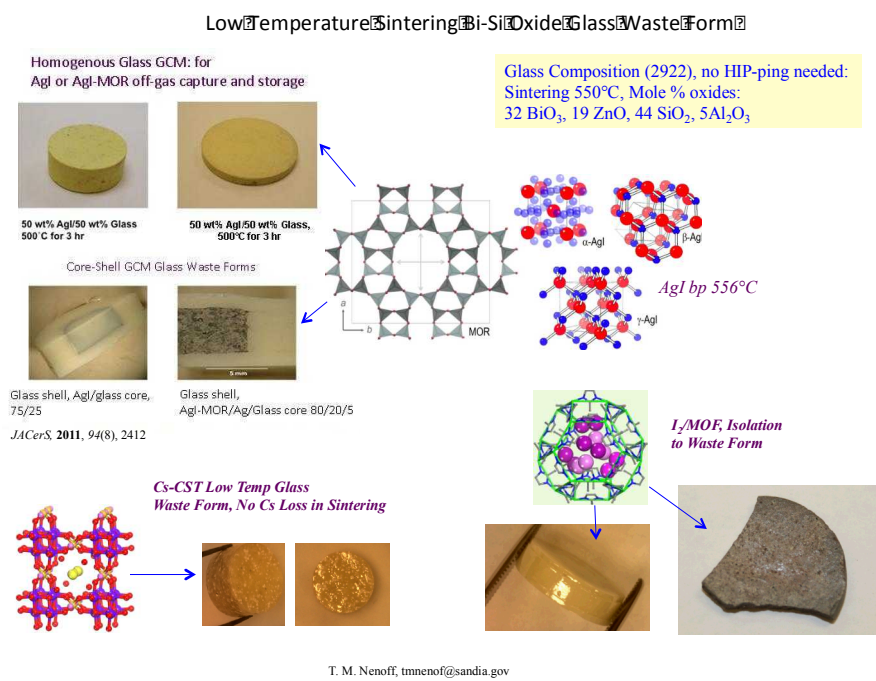 Low Temperature Sintering Bi-Si Oxide Glass Waste Form
Homogenous Glass GCM: for
AgI or AgI-MOR off-gas capture and storage
Glass Composition (2922), no HIP-ping needed:
Sintering 550°C, Mole % oxides:
32 BiO₃, 19 ZnO, 44 SiO₂, 5Al₂O₃
50 wt% AgI/50 wt% Glass
500˚C for 3 hr
50 wt% AgI/50 wt% Glass,
500°C for 3 hr
α-AgI
β-AgI
γ-AgI
AgI bp 556°C
a
b
MOR
Core-Shell GCM Glass Waste Forms
5 mm
Glass shell, AgI/glass core,
75/25
Glass shell,
AgI-MOR/Ag/Glass core 80/20/5
JACerS, 2011, 94(8), 2412
I₂/MOF, Isolation
to Waste Form
Cs-CST Low Temp Glass
Waste Form, No Cs Loss in Sintering
T. M. Nenoff, tmnenof@sandia.gov